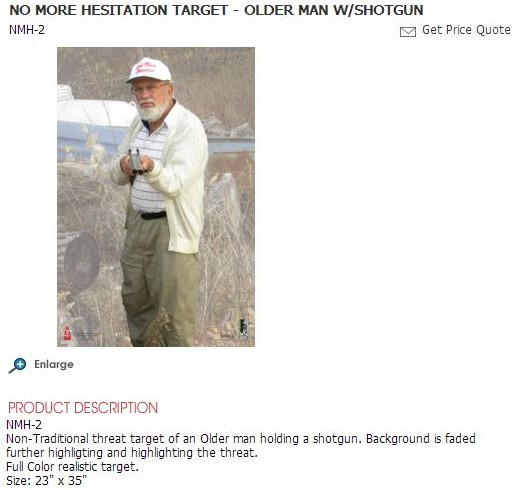 NO MORE HESITATION TARGET - OLDER MAN W/SHOTGUN
NMH-2
Get Price Quote
Enlarge
PRODUCT DESCRIPTION
NMH-2
Non-Traditional threat target of an Older man holding a shotgun. Background is faded
further higligting and highlighting the threat.
Full Color realistic target.
Size: 23" x 35"